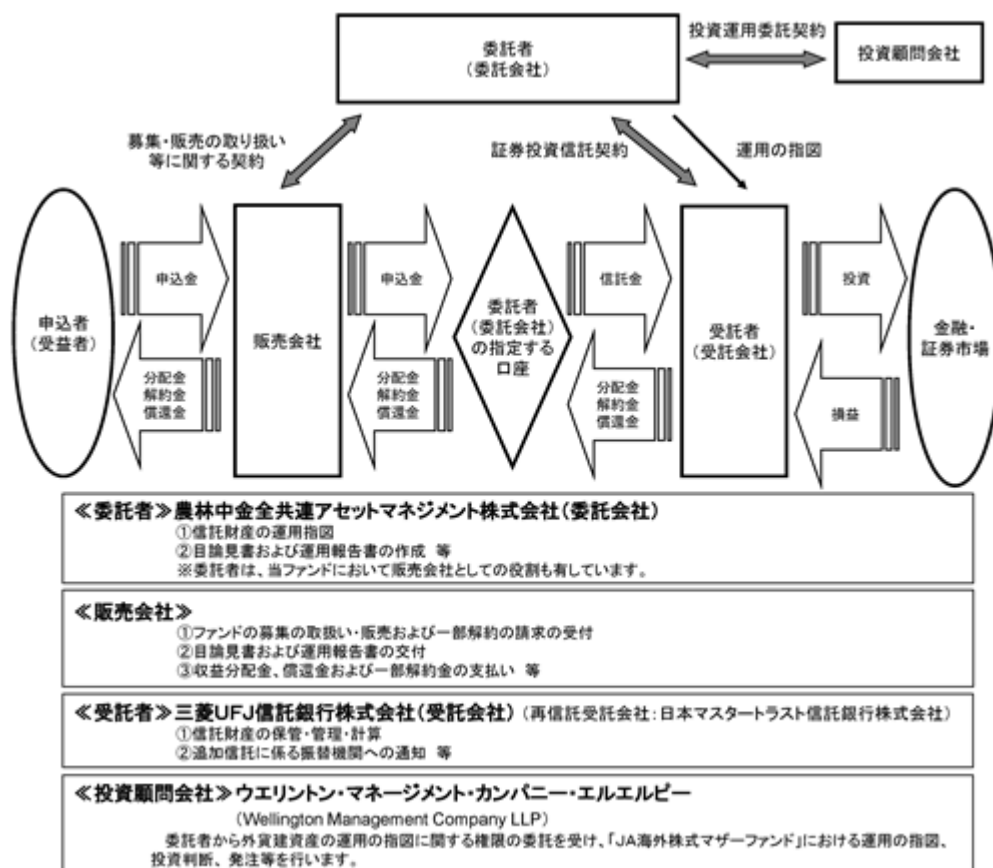 委託者
（委託会社）
投資運用委託契約
投資顧問会社
募集・販売の取り扱い
等に関する契約
証券投資信託契約
運用の指図
申込者
（受益者）
申込金
分配金
解約金
償還金
販売会社
申込金
分配金
解約金
償還金
委託者
（委託会社）
の指定する
口座
信託金
分配金
解約金
償還金
受託者
（受託会社）
投資
損益
金融・
証券市場
≪委託者≫農林中金全共連アセットマネジメント株式会社（委託会社）
①信託財産の運用指図
②目論見書および運用報告書の作成 等
※委託者は、当ファンドにおいて販売会社としての役割も有しています。
≪販売会社≫
①ファンドの募集の取扱い・販売および一部解約の請求の受付
②目論見書および運用報告書の交付
③収益分配金、償還金および一部解約金の支払い 等
≪受託者≫三菱ＵＦＪ信託銀行株式会社（受託会社）（再信託受託会社：日本マスタートラスト信託銀行株式会社）
①信託財産の保管・管理・計算
②追加信託に係る振替機関への通知 等
≪投資顧問会社≫ウエリントン・マネージメント・カンパニー・エルエルピー
（Wellington Management Company LLP）
委託者から外貨建資産の運用の指図に関する権限の委託を受け、「JA海外株式マザーファンド」における運用の指図、
投資判断、発注等を行います。